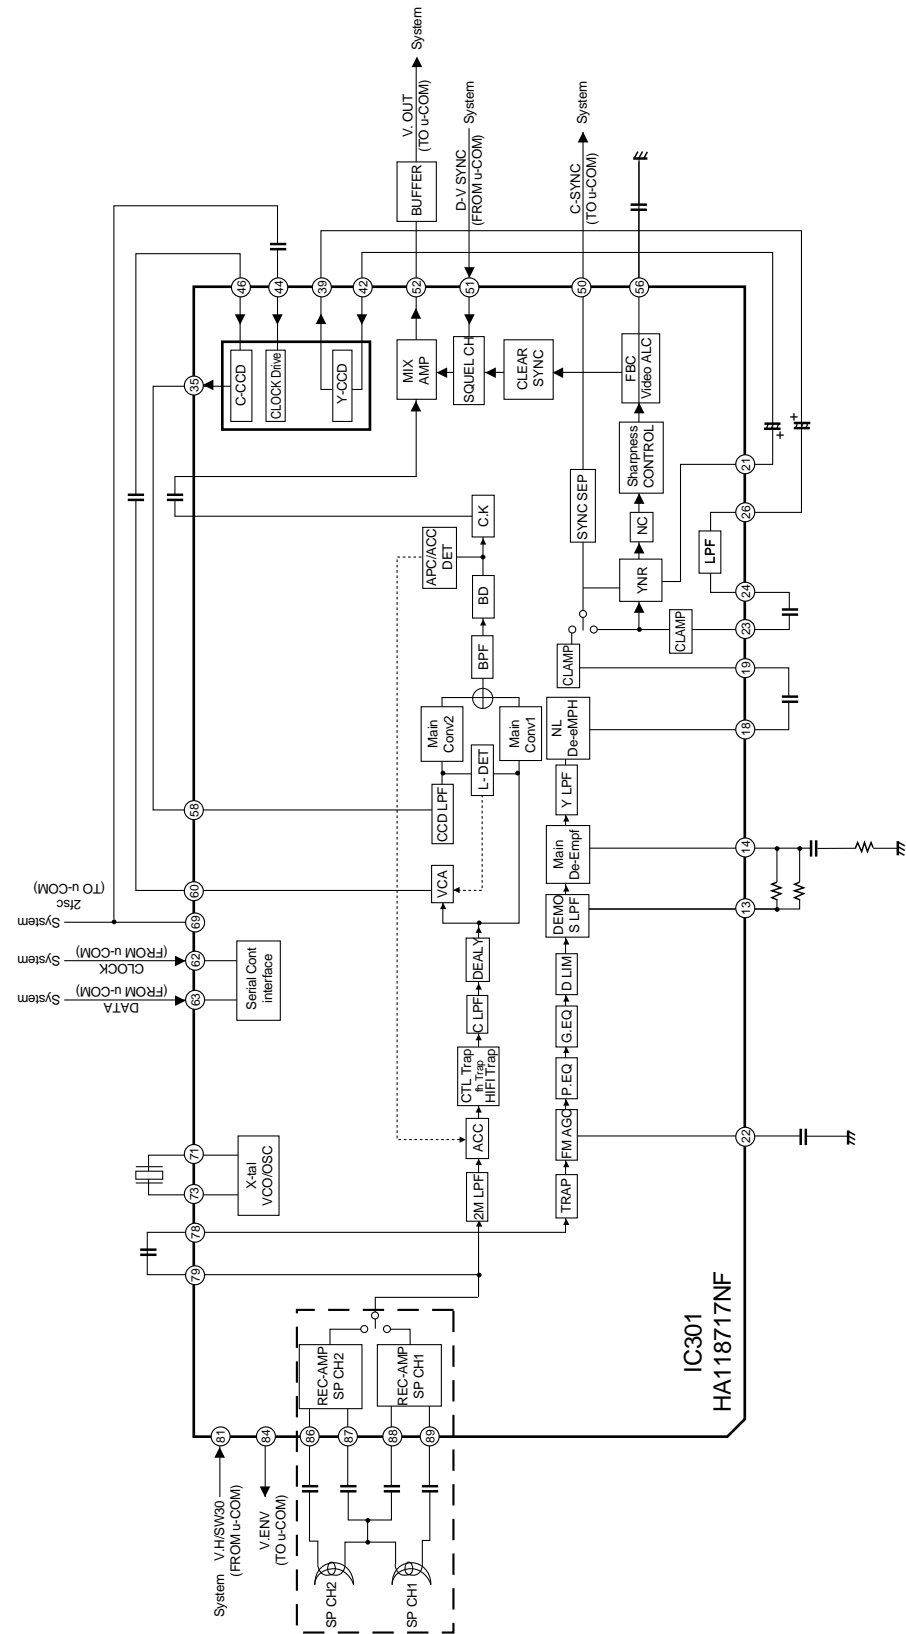 System V.H/SW30
(FROM u-COM)
V.ENV
(TO u-COM)
SP CH2
SP CH1
81
84
86
87
88
89
REC-AMP
SP CH2
REC-AMP
SP CH1
IC301
HA118717NF
79
78
73
71
X-tal
VCO/OSC
63
62
69
60
58
35
System
DATA
(FROM u-COM)
System
CLOCK
(FROM u-COM)
System
2fsc
(TO u-COM)
Serial Cont
interface
2M LPF
ACC
CTL Trap
fh Trap
HIFI Trap
C LPF
DEALY
VCA
CCD LPF
L- DET
Main
Conv2
Main
Conv1
BPF
BD
APC/ACC
DET
C.K
TRAP
FM AGC
P.EQ
G.EQ
D LIM
DEMO
S LPF
Main
De-Empf
Y LPF
NL
De-eMPH
CLAMP
CLAMP
SYNC SEP
YNR
NC
Sharpness
CONTROL
FBC
Video ALC
CLEAR
SYNC
SQUEL CH
MIX
AMP
LPF
C-CCD
CLOCK Drive
Y-CCD
22
13
14
18
19
23
24
26
21
+
+
46
44
39
42
52
51
50
56
BUFFER
V. OUT
(TO u-COM)
System
D-V SYNC
(FROM u-COM)
System
C-SYNC
(TO u-COM)
System